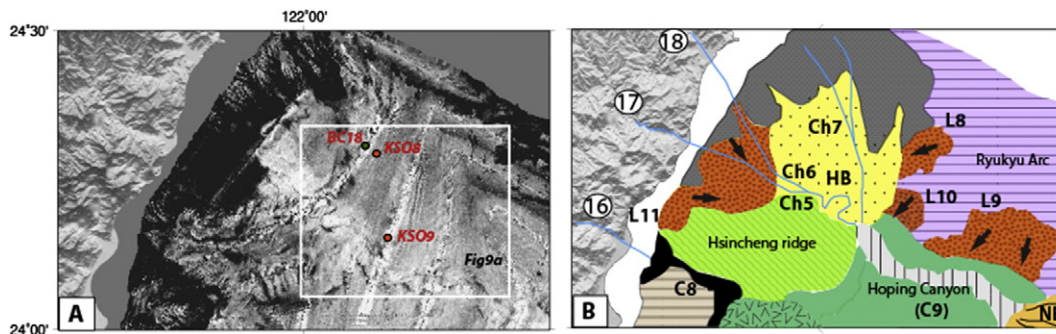 122°00'
24°30'
24°00'
BC18
KSO8
KSO9
Fig9a
A
18
17
16
Ch7
Ch6
HB
Ch5
L8
Ryukyu Arc
L10
L9
L11
Hsincheng ridge
C8
Hoping Canyon
(C9)
B